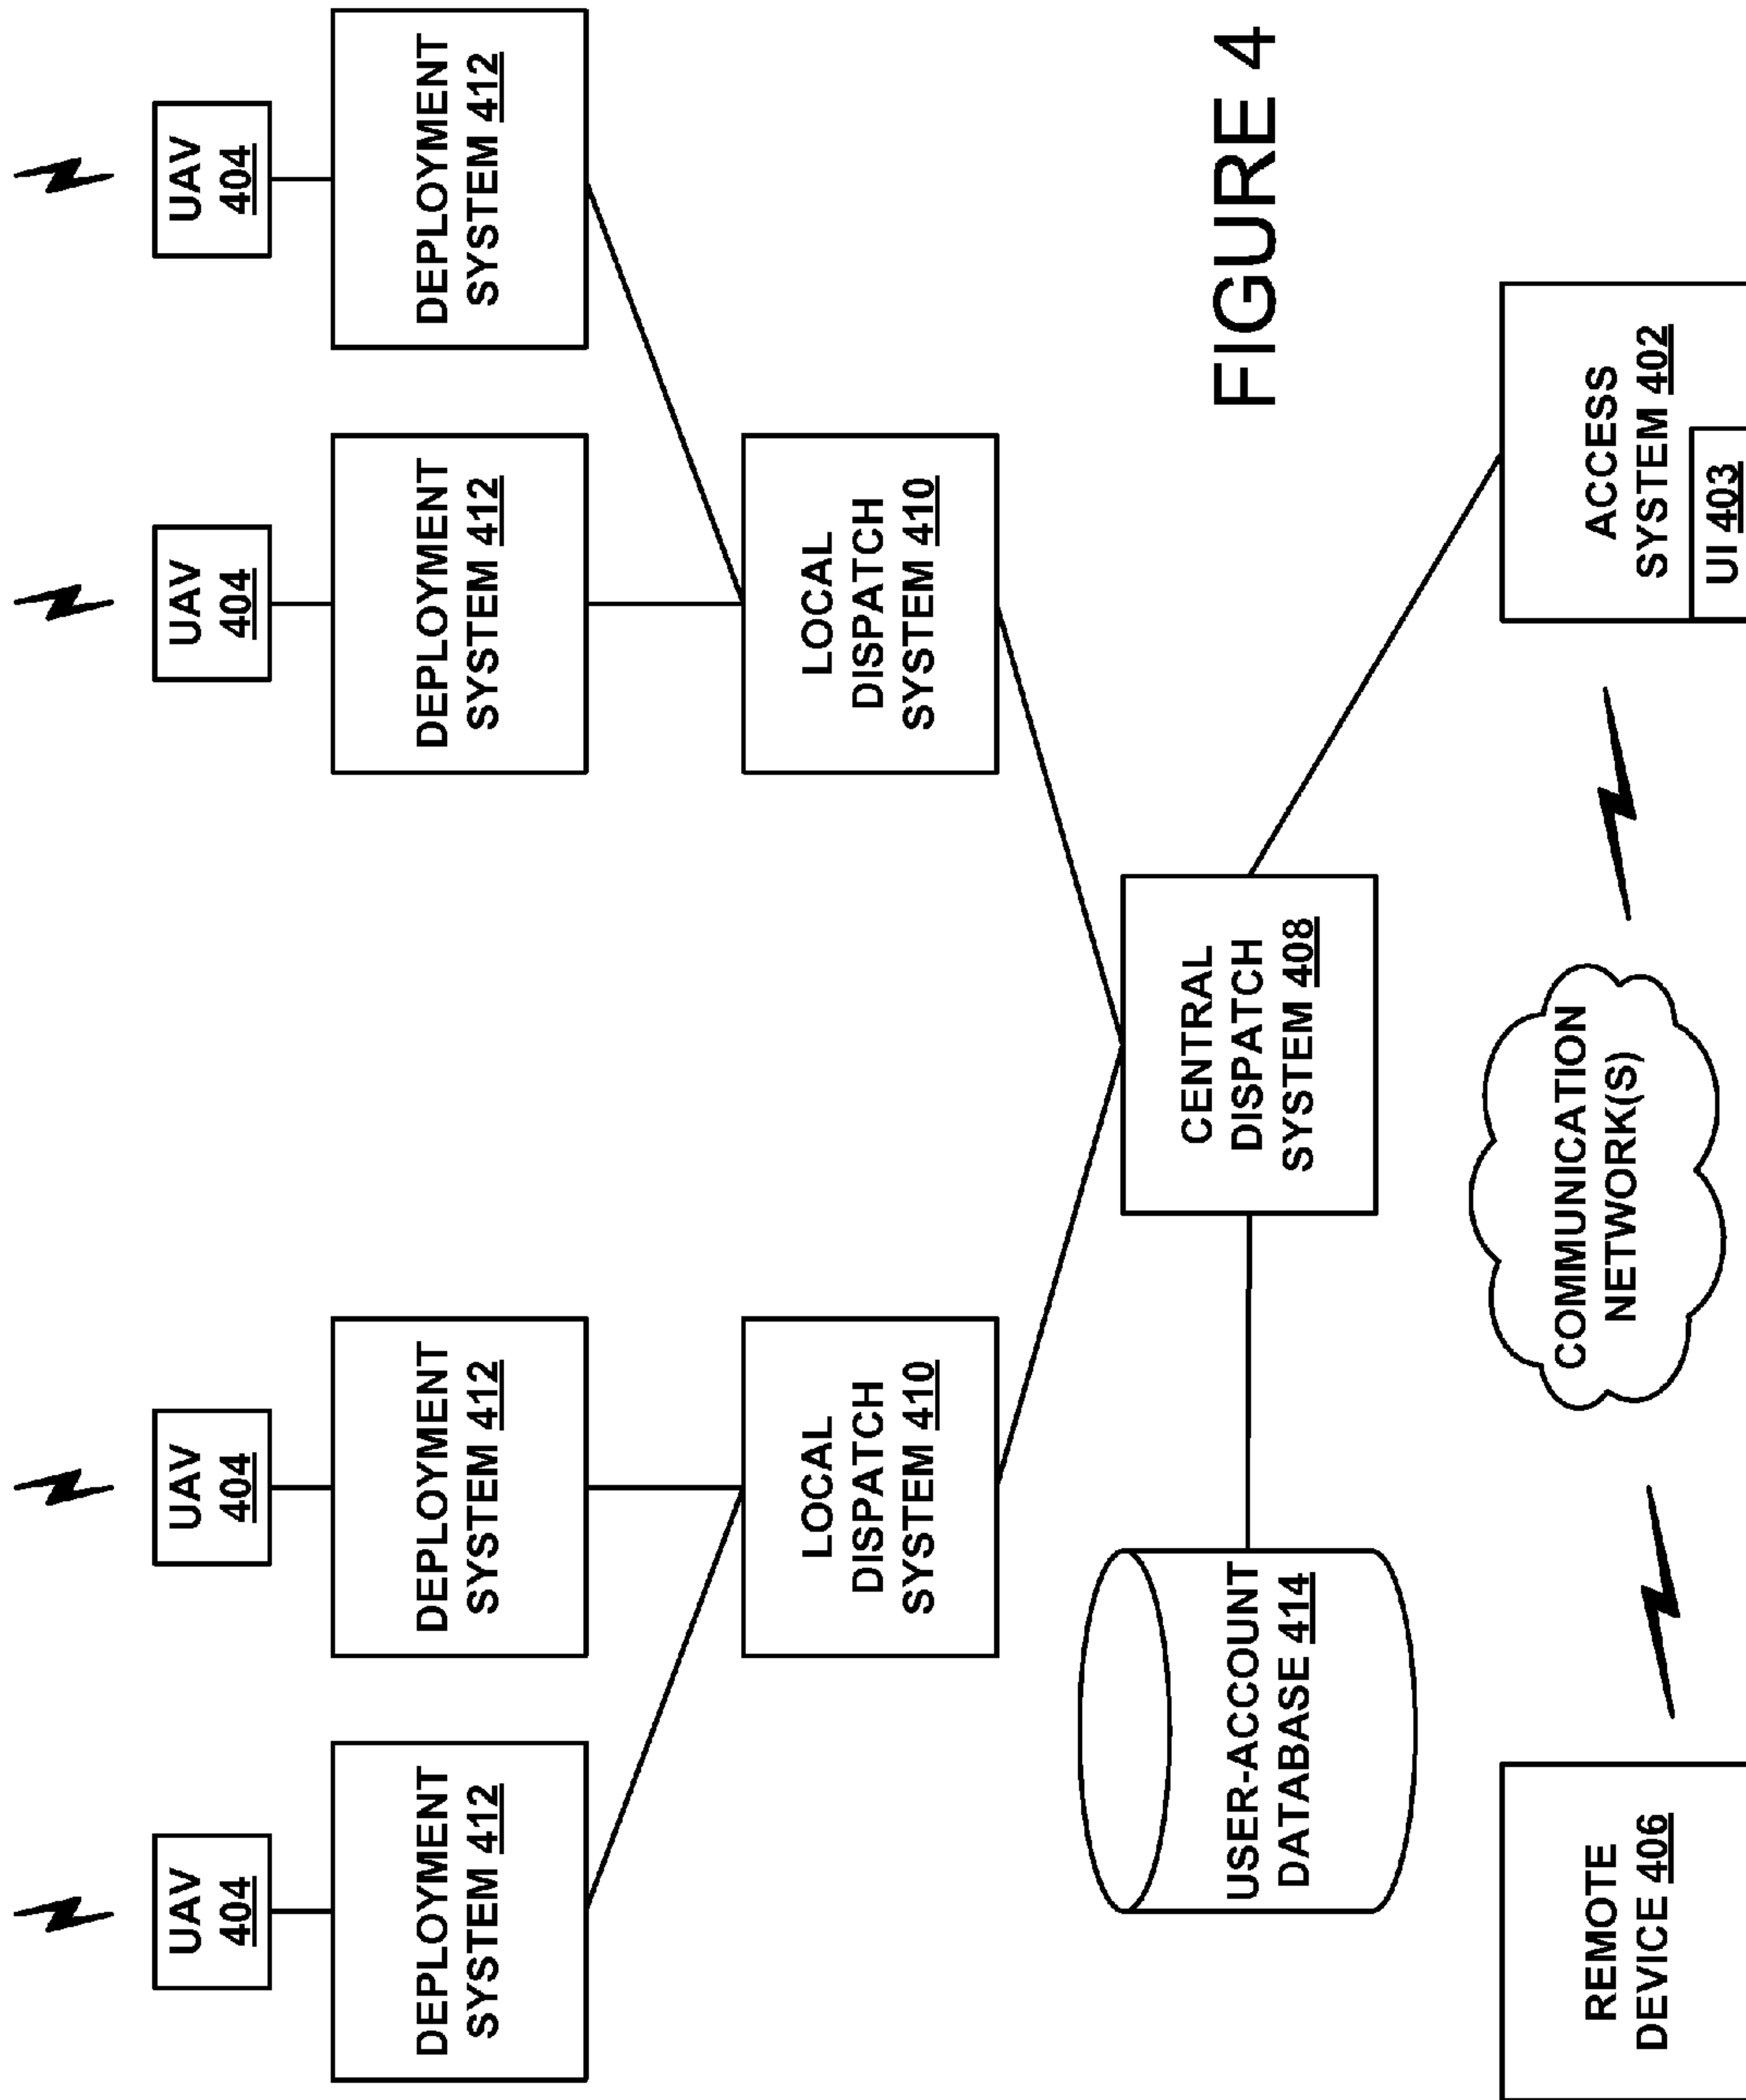 UAV
404
UAV
404
UAV
404
UAV
404
DEPLOYMENT
SYSTEM 412
DEPLOYMENT
SYSTEM 412
DEPLOYMENT
SYSTEM 412
DEPLOYMENT
SYSTEM 412
LOCAL
DISPATCH
SYSTEM 410
LOCAL
DISPATCH
SYSTEM 410
USER-ACCOUNT
DATABASE 414
CENTRAL
DISPATCH
SYSTEM 408
FIGURE 4
REMOTE
DEVICE 406
COMMUNICATION
NETWORK(S)
ACCESS
SYSTEM 402
UI 403